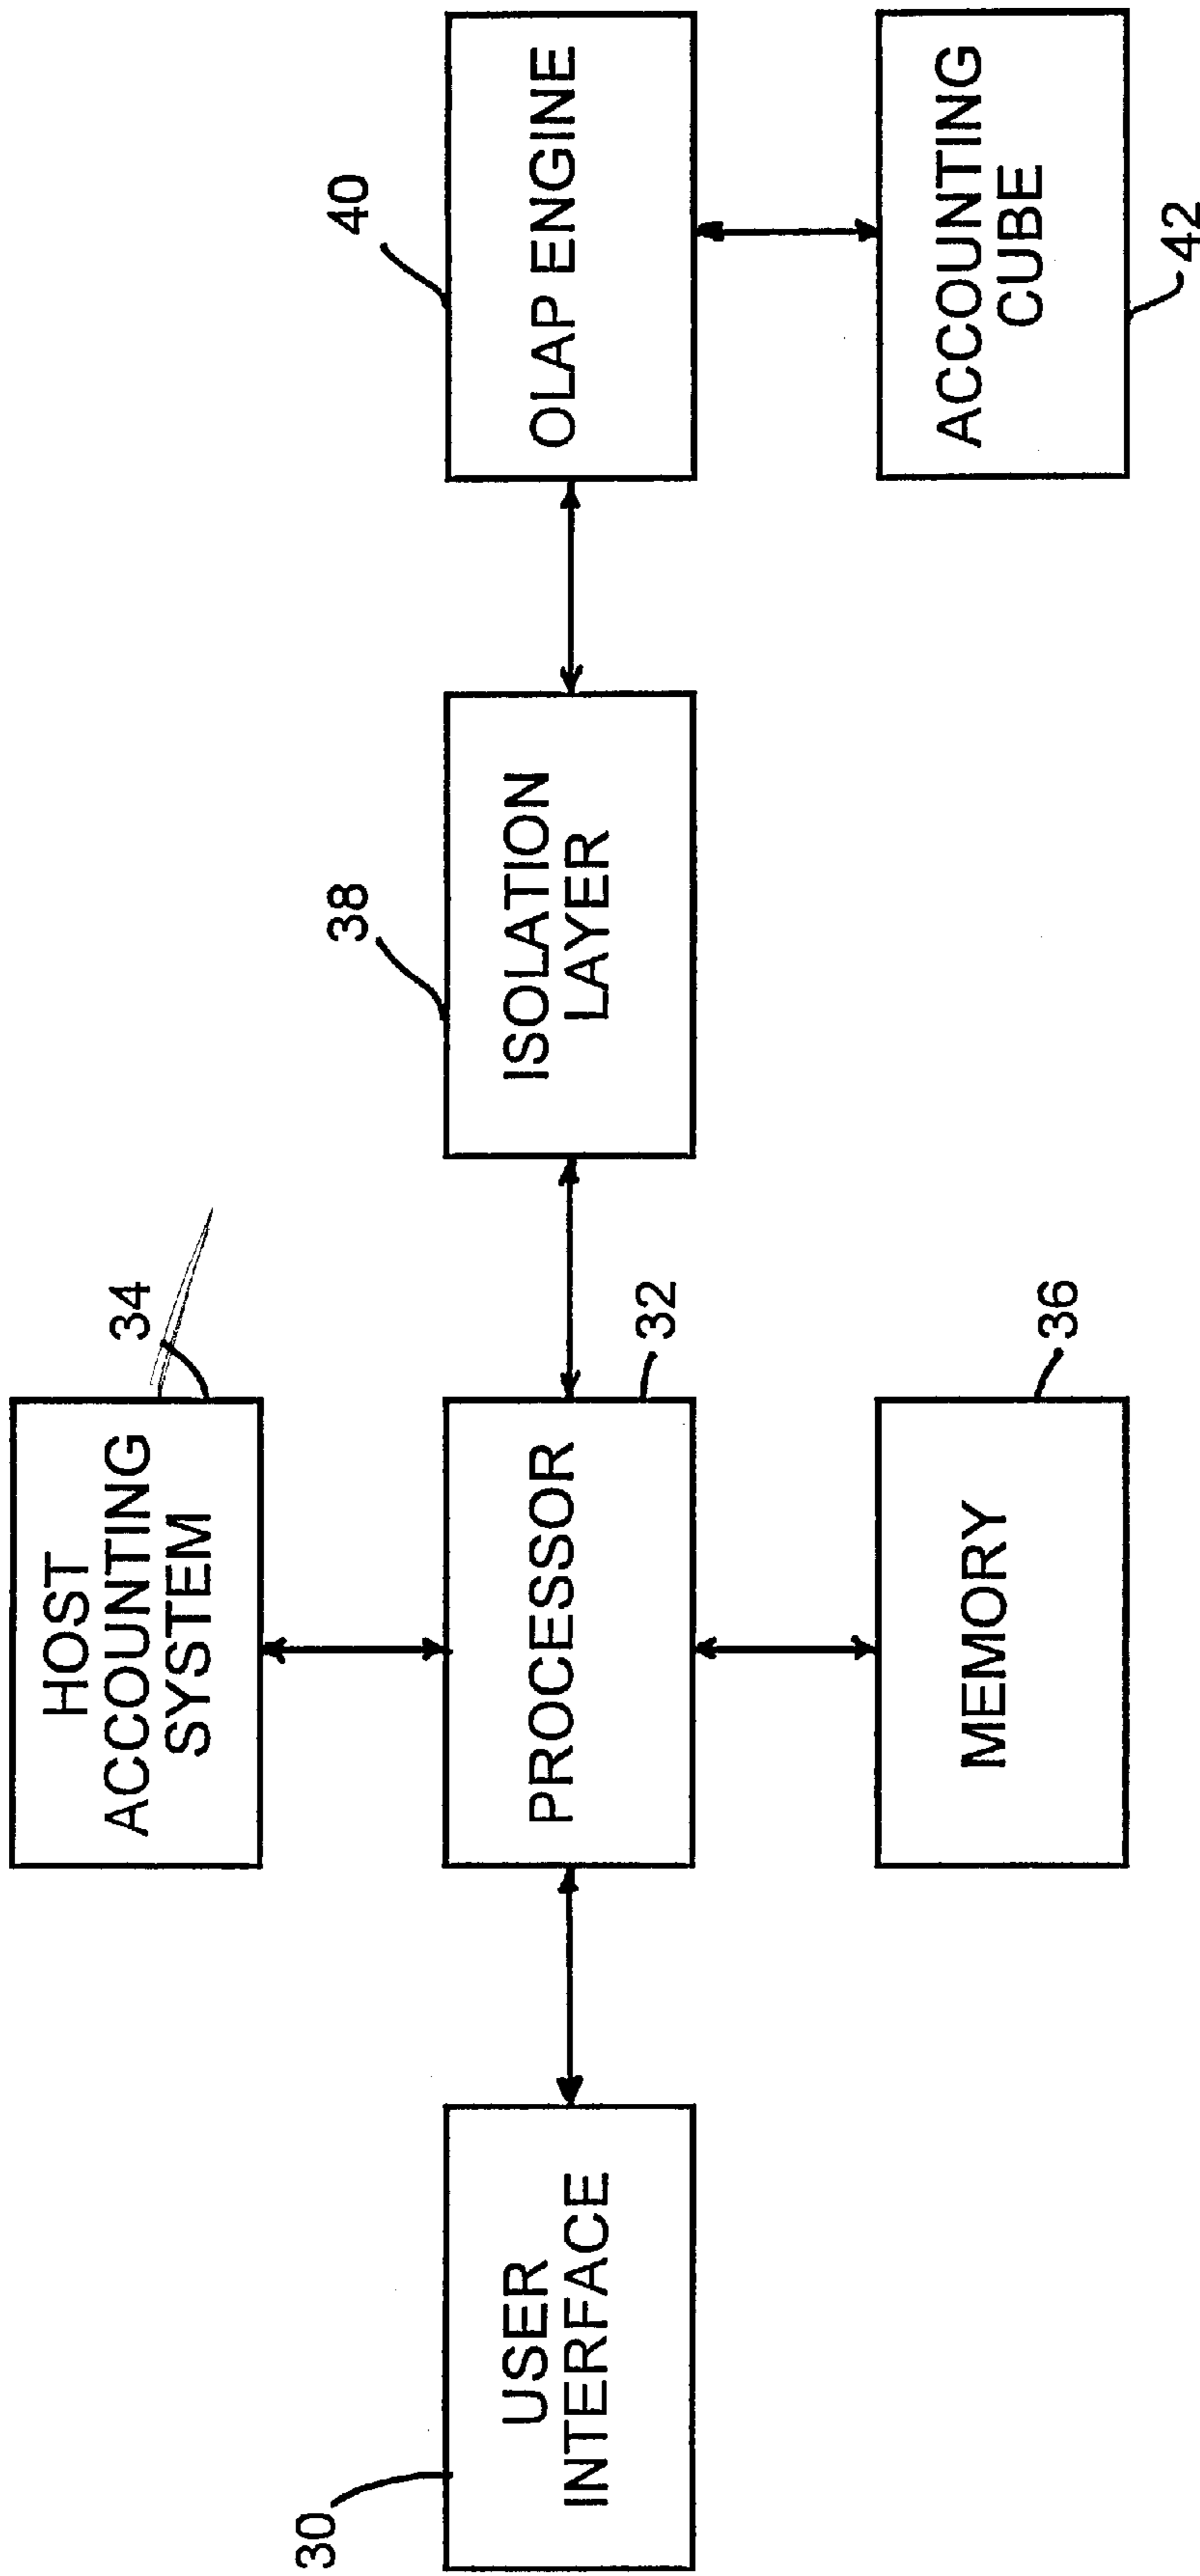 34
HOST
ACCOUNTING
SYSTEM
30
USER
INTERFACE
PROCESSOR
32
38
ISOLATION
LAYER
40
OLAP ENGINE
MEMORY
36
ACCOUNTING
CUBE
42